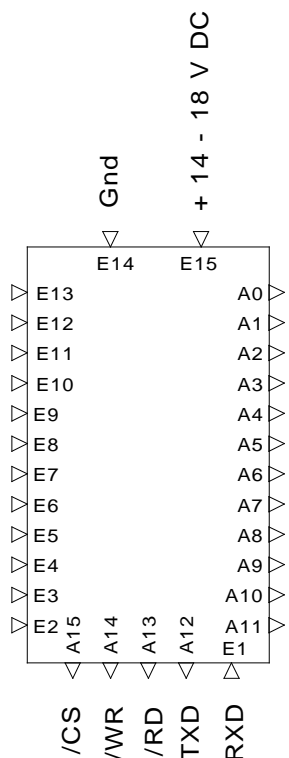 Gnd
+ 14 - 18 V DC
E14 E15
E13 A0
E12 A1
E11 A2
E10 A3
E9 A4
E8 A5
E7 A6
E6 A7
E5 A8
E4 A9
E3 A10
E2 A11
A15 A14 A13 A12 E1
/CS
/WR
/RD
TXD
RXD